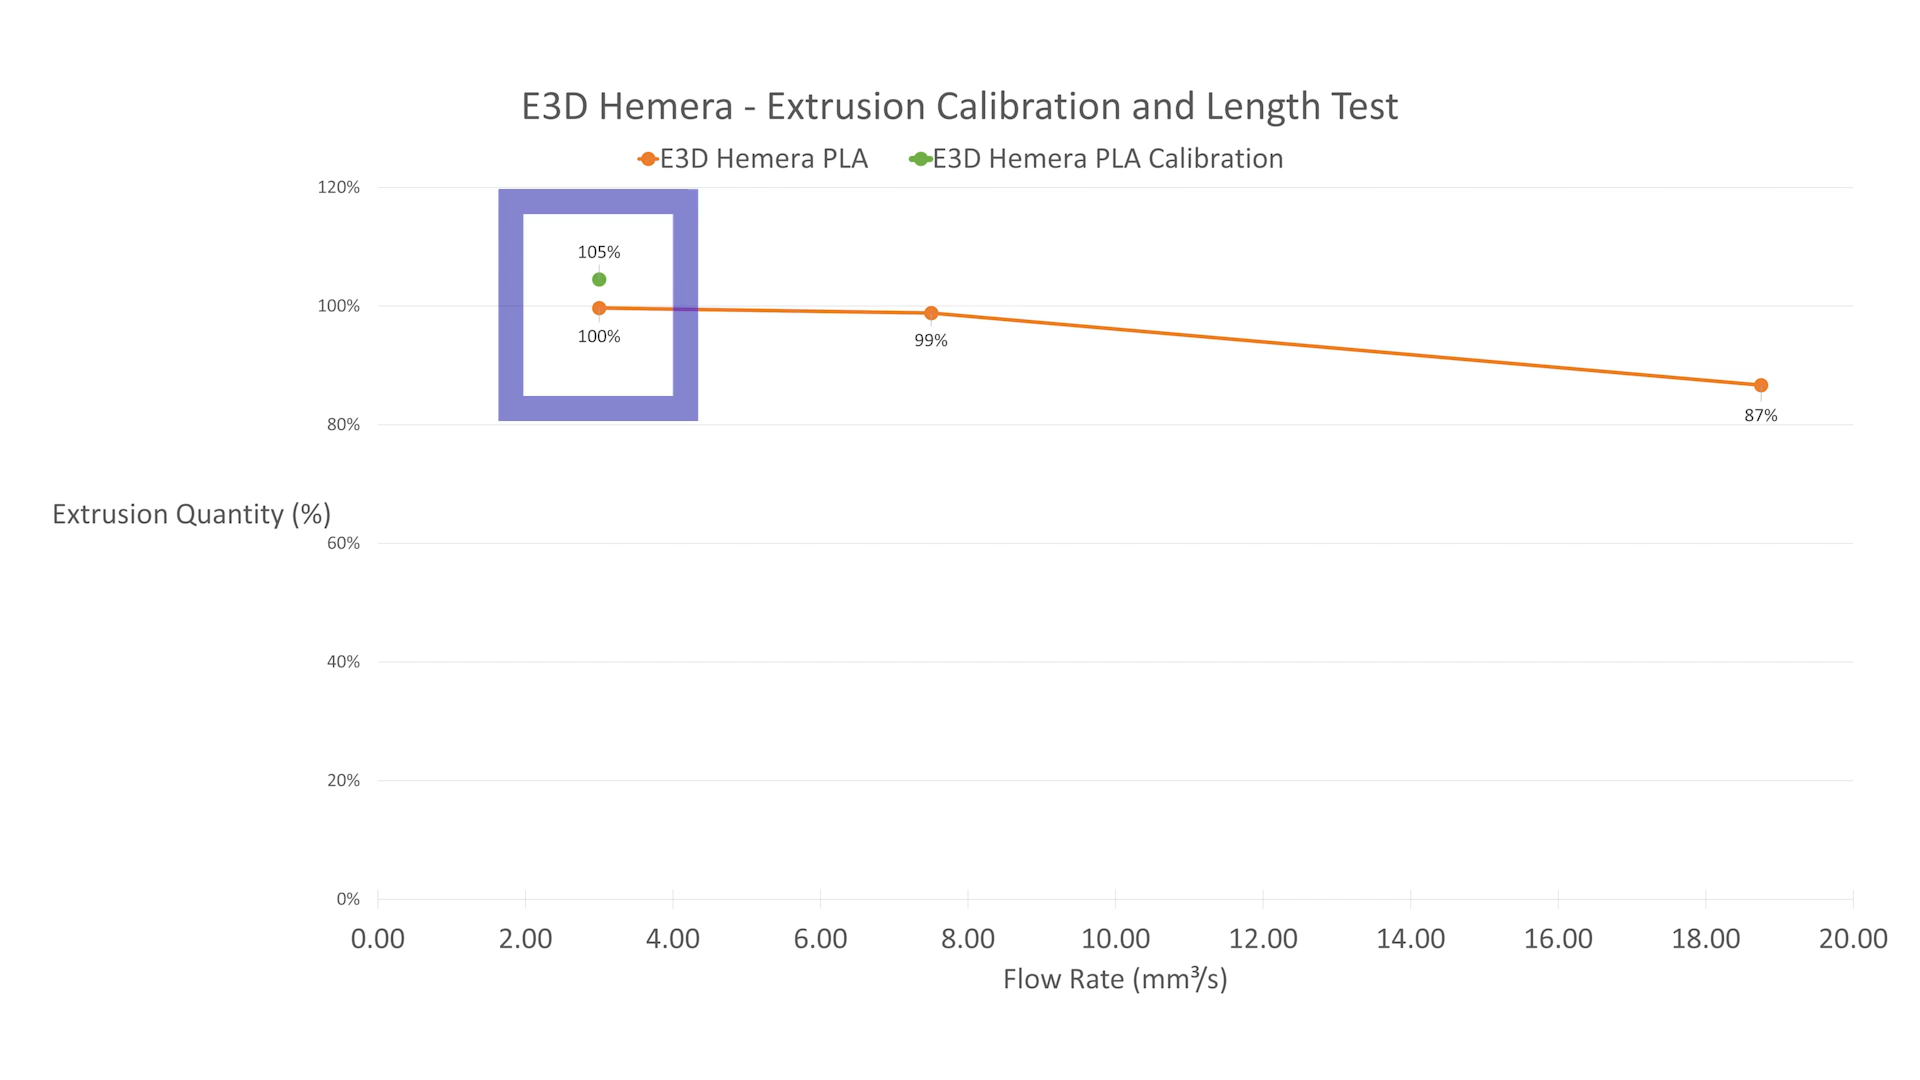 E3D Hemera - Extrusion Calibration and Length Test
E3D Hemera PLA E3D Hemera PLA Calibration
120%
105%
100%
100%
99%
87%
80%
Extrusion Quantity (%)
60%
40%
20%
0%
0.00 2.00 4.00 6.00 8.00 10.00 12.00 14.00 16.00 18.00 20.00
Flow Rate (mm³/s)